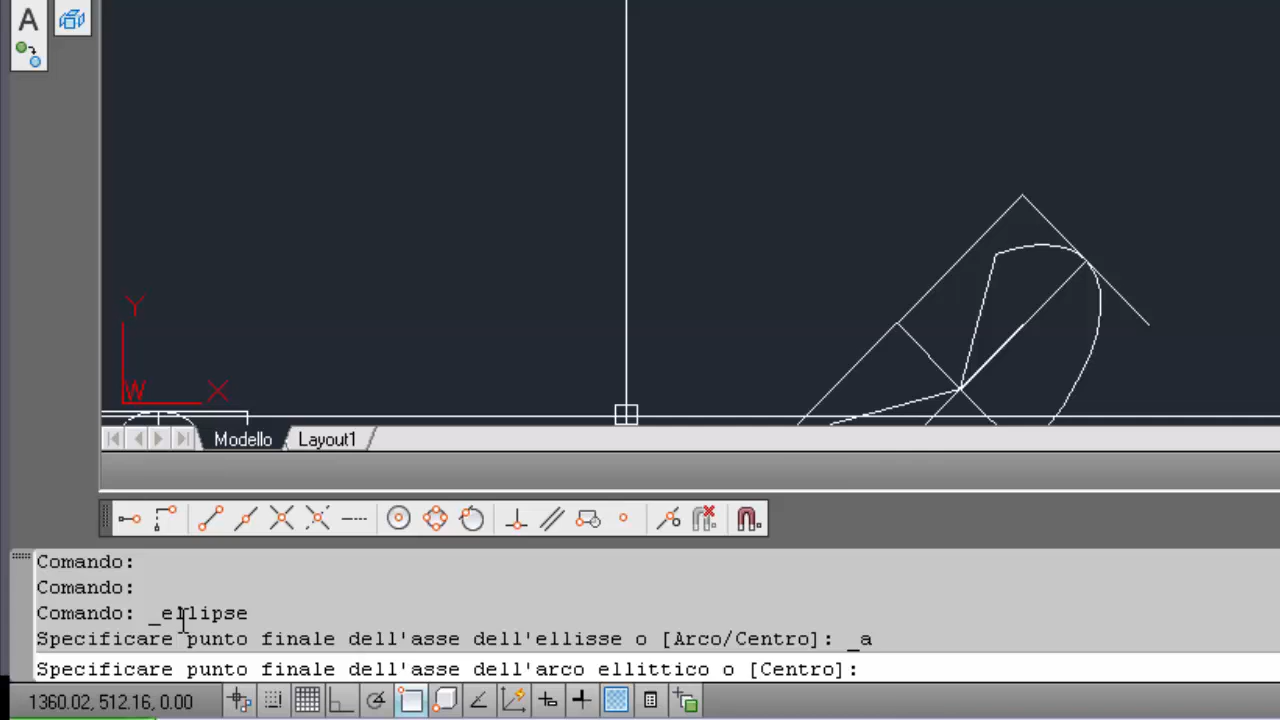 A
Y
W X
Modello Layout1
Comando:
Comando:
Comando: _ellipse
Specificare punto finale dell'asse dell'ellisse o [Arco/Centro]: _a
Specificare punto finale dell'asse dell'arco ellittico o [Centro]:
1360.02, 512.16, 0.00